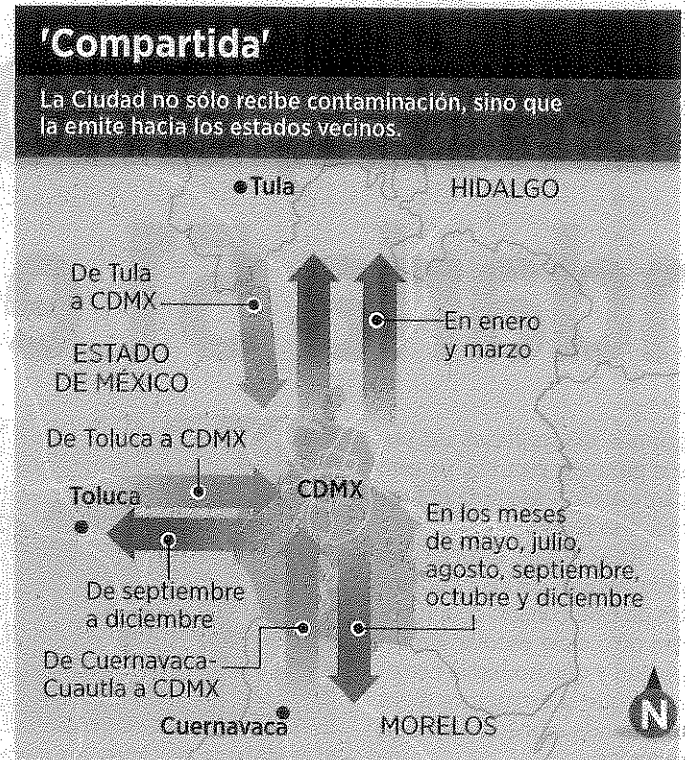 'Compartida'
La Ciudad no sólo recibe contaminación, sino que
la emite hacia los estados vecinos.
Tula
HIDALGO
De Tula
a CDMX
En enero
y marzo
ESTADO
DE MÉXICO
De Toluca a CDMX
Toluca
CDMX
En los meses
de mayo, julio,
agosto, septiembre,
octubre y diciembre
De septiembre
a diciembre
De Cuernavaca-
Cuautla a CDMX
Cuernavaca
MORELOS
N